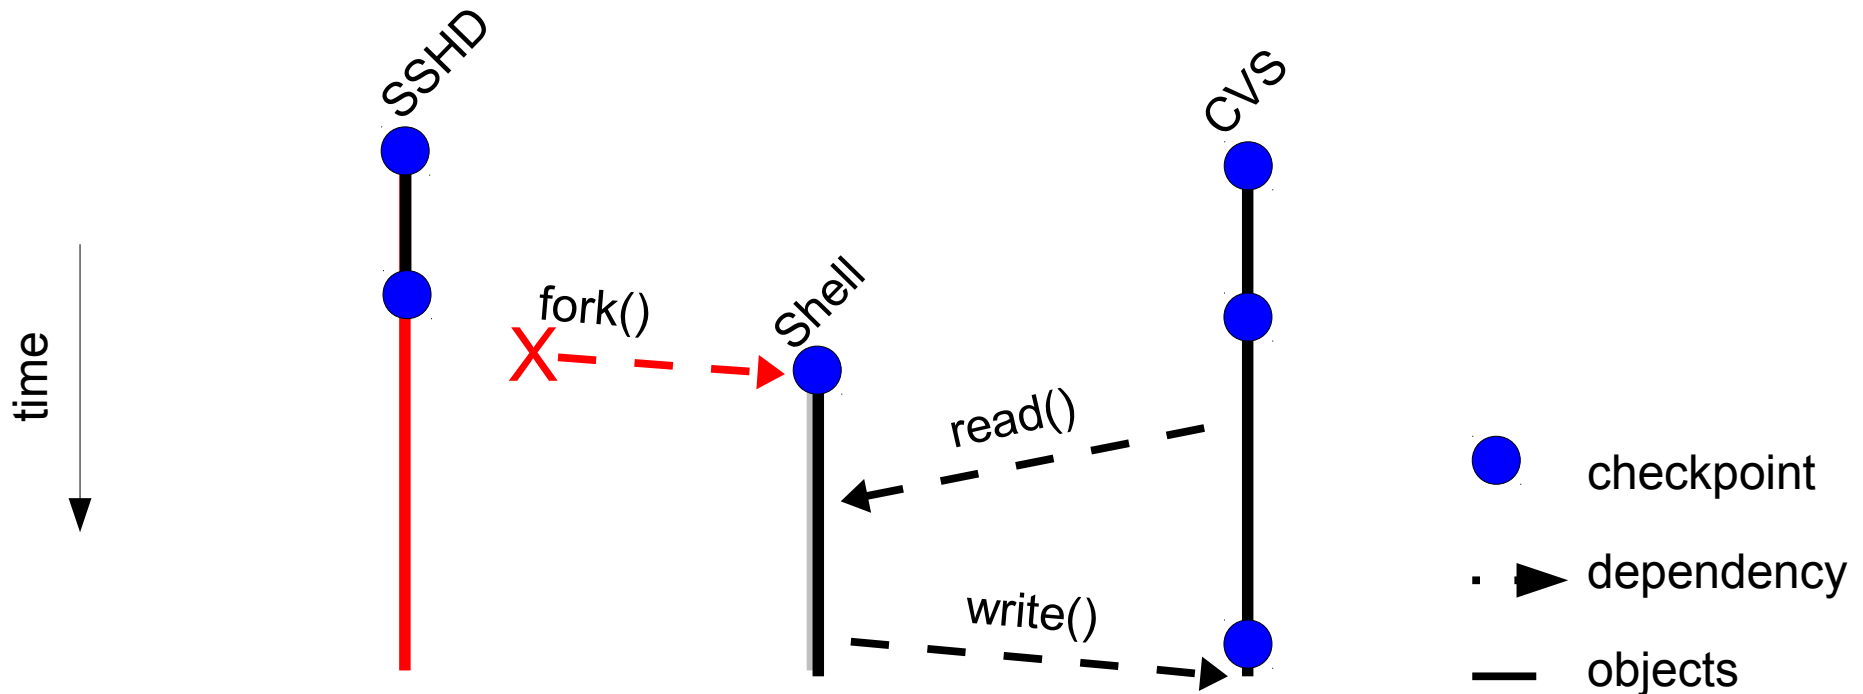 SSHD
CVS
fork()
X
Shell
time
read()
checkpoint
dependency
write()
objects